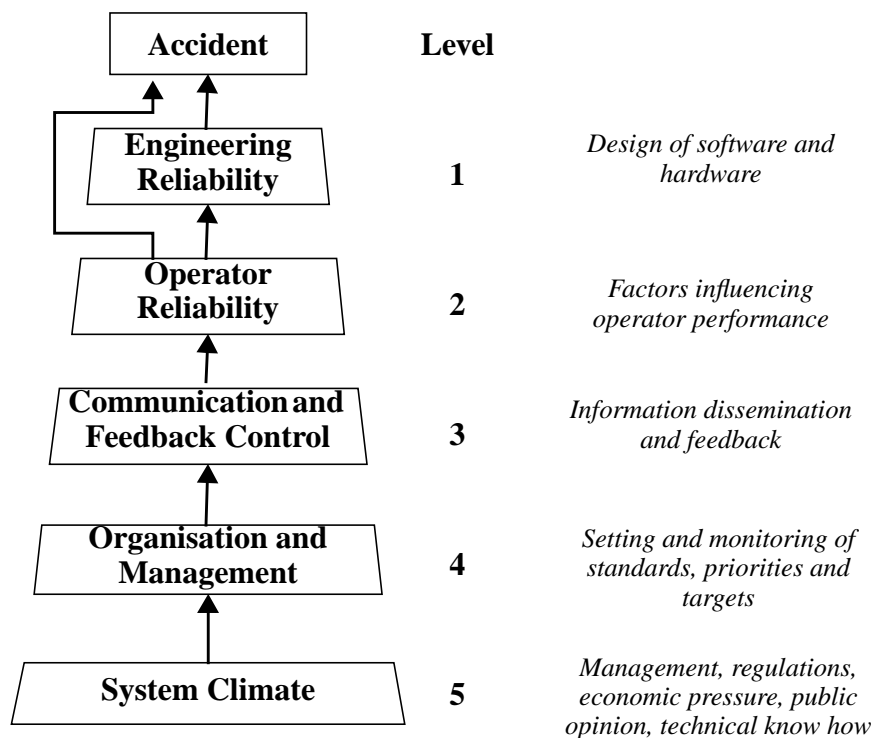 Accident
Level
Engineering
Reliability
1
Design of software and
hardware
Operator
Reliability
2
Factors influencing
operator performance
Communication and
Feedback Control
3
Information dissemination
and feedback
Organisation and
Management
4
Setting and monitoring of
standards, priorities and
targets
System Climate
5
Management, regulations,
economic pressure, public
opinion, technical know how